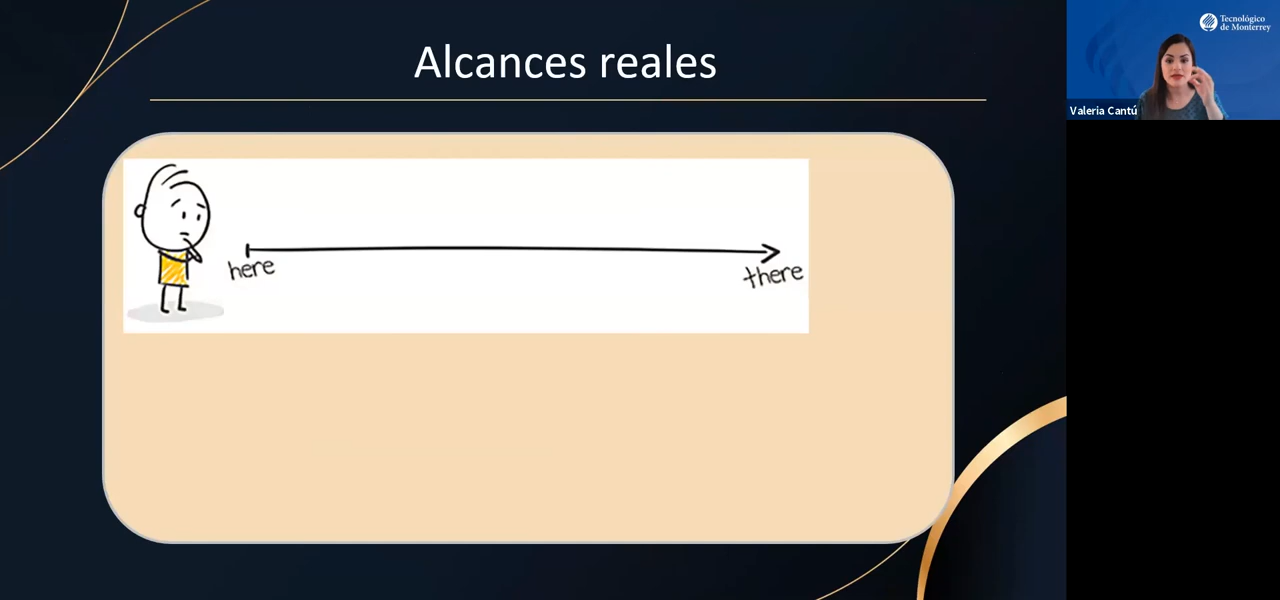 Alcances reales
here
there
Tecnológico
de Monterrey
Valeria Cantú